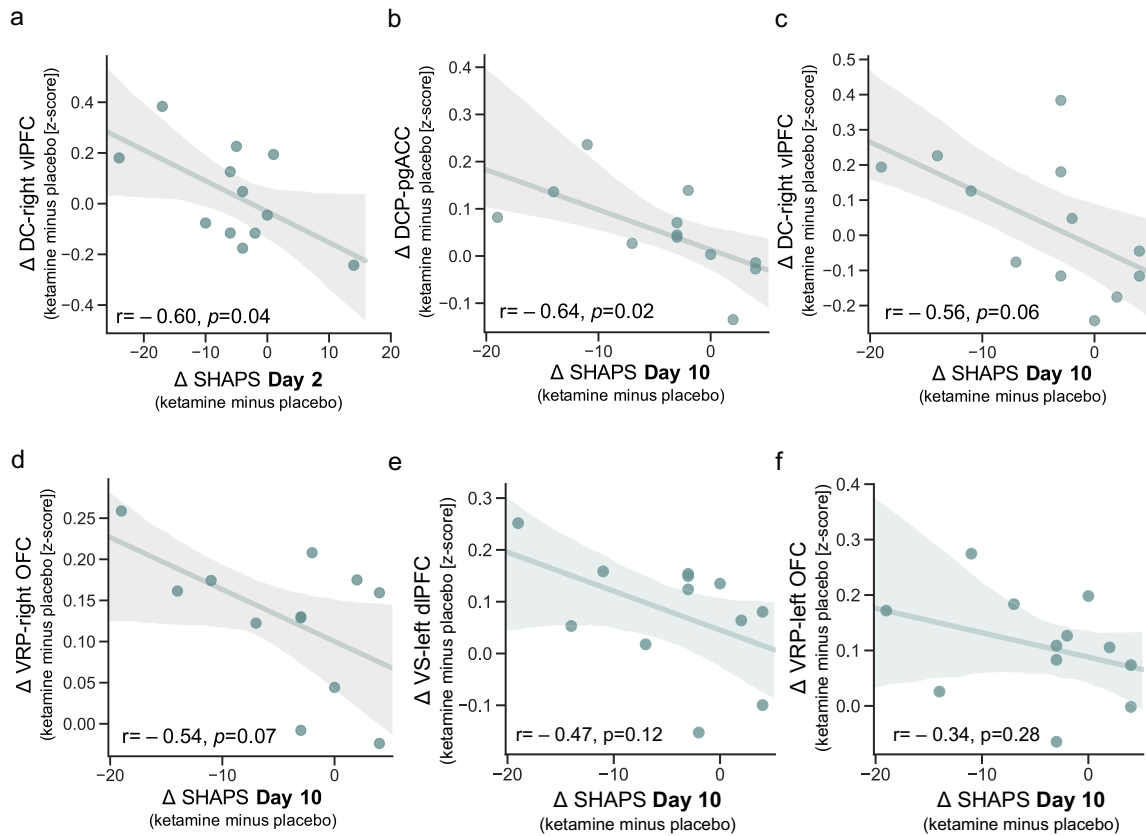 a
Δ DC-right vlPFC
(ketamine minus placebo [z-score])
0.4
0.2
0.0
−0.2
−0.4
r= − 0.60, p=0.04
−20
−10
0
10
20
Δ SHAPS Day 2
(ketamine minus placebo)
b
Δ DCP-pgACC
(ketamine minus placebo [z-score])
0.4
0.3
0.2
0.1
0.0
−0.1
r= − 0.64, p=0.02
−20
−10
0
Δ SHAPS Day 10
(ketamine minus placebo)
c
Δ DC-right vlPFC
(ketamine minus placebo [z-score])
0.5
0.4
0.3
0.2
0.1
0.0
−0.1
−0.2
r= − 0.56, p=0.06
−20
−10
0
Δ SHAPS Day 10
(ketamine minus placebo)
d
Δ VRP-right OFC
(ketamine minus placebo [z-score])
0.25
0.20
0.15
0.10
0.05
0.00
r= − 0.54, p=0.07
−20
−10
0
Δ SHAPS Day 10
(ketamine minus placebo)
e
Δ VS-left dlPFC
(ketamine minus placebo [z-score])
0.3
0.2
0.1
0.0
−0.1
r= − 0.47, p=0.12
−20
−10
0
Δ SHAPS Day 10
(ketamine minus placebo)
f
Δ VRP-left OFC
(ketamine minus placebo [z-score])
0.4
0.3
0.2
0.1
0.0
r= − 0.34, p=0.28
−20
−10
0
Δ SHAPS Day 10
(ketamine minus placebo)